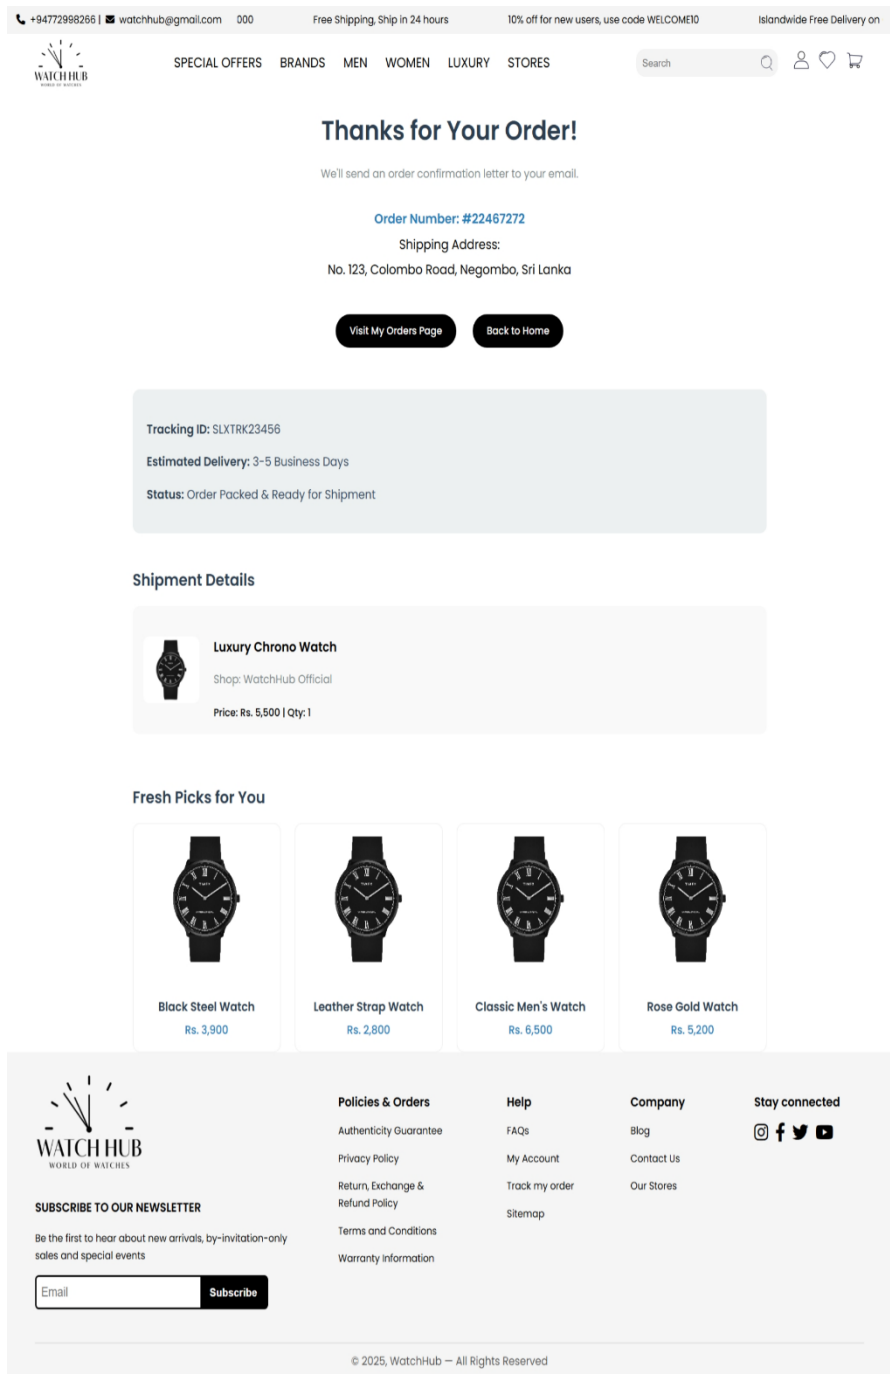 +94772998266 | watchhub@gmail.com 000 Free Shipping, Ship in 24 hours 10% off for new users, use code WELCOME10 Islandwide Free Delivery on
WATCH HUB
WORLD OF WATCHES
SPECIAL OFFERS BRANDS MEN WOMEN LUXURY STORES Search
Thanks for Your Order!
We'll send an order confirmation letter to your email.
Order Number: #22467272
Shipping Address:
No. 123, Colombo Road, Negombo, Sri Lanka
Visit My Orders Page Back to Home
Tracking ID: SLXTRK23456
Estimated Delivery: 3-5 Business Days
Status: Order Packed & Ready for Shipment
Shipment Details
Luxury Chrono Watch
Shop: WatchHub Official
Price: Rs. 5,500 | Qty: 1
Fresh Picks for You
Black Steel Watch Leather Strap Watch Classic Men's Watch Rose Gold Watch
Rs. 3,900 Rs. 2,800 Rs. 6,500 Rs. 5,200
WATCH HUB
WORLD OF WATCHES
SUBSCRIBE TO OUR NEWSLETTER
Be the first to hear about new arrivals, by-invitation-only
sales and special events
Email Subscribe
Policies & Orders
Authenticity Guarantee
Privacy Policy
Return, Exchange &
Refund Policy
Terms and Conditions
Warranty Information
Help
FAQs
My Account
Track my order
Sitemap
Company
Blog
Contact Us
Our Stores
Stay connected
© 2025, WatchHub — All Rights Reserved